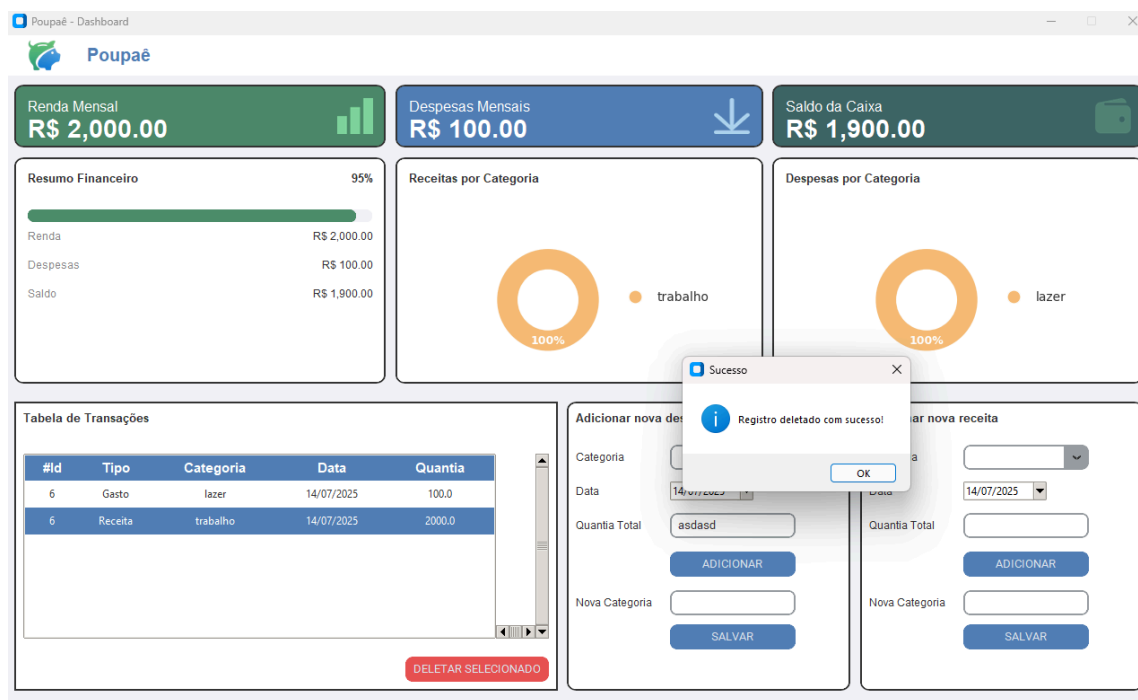 Poupaê - Dashboard
Poupaê
Renda Mensal
R$ 2,000.00
Despesas Mensais
R$ 100.00
Saldo da Caixa
R$ 1,900.00
Resumo Financeiro 95%
Renda R$ 2,000.00
Despesas R$ 100.00
Saldo R$ 1,900.00
Receitas por Categoria
100%
trabalho
Despesas por Categoria
100%
lazer
Sucesso
Registro deletado com sucesso!
OK
Tabela de Transações
#Id Tipo Categoria Data Quantia
6 Gasto lazer 14/07/2025 100.0
6 Receita trabalho 14/07/2025 2000.0
DELETAR SELECIONADO
Adicionar nova des
Categoria
Data 14/07/2025
Quantia Total asdasd
ADICIONAR
Nova Categoria
SALVAR
ar nova receita
a
Data 14/07/2025
Quantia Total
ADICIONAR
Nova Categoria
SALVAR